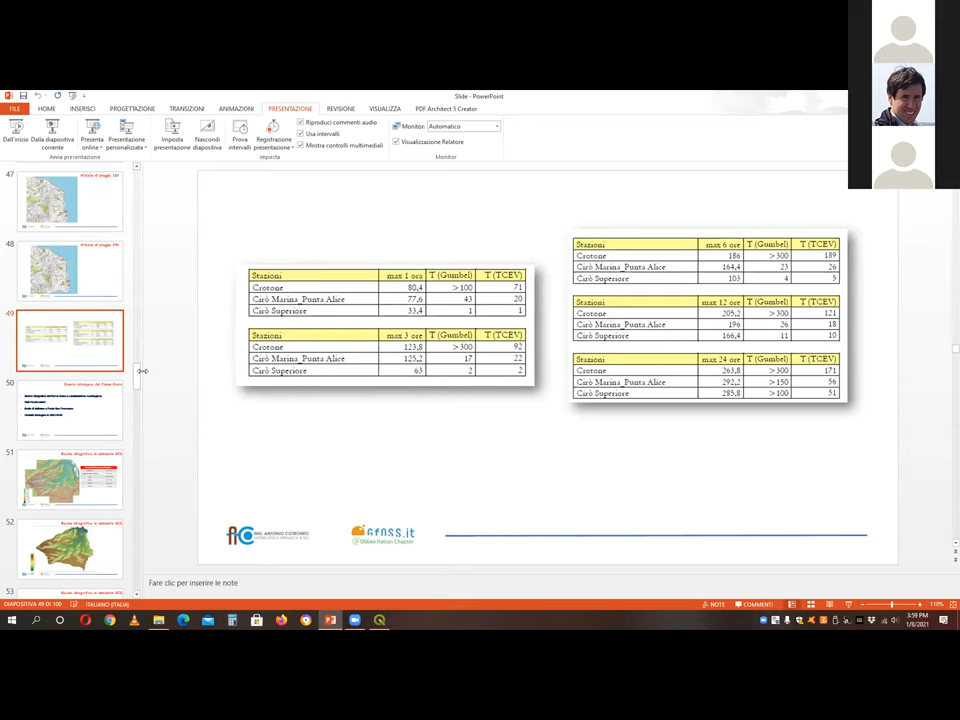 Slide - PowerPoint
FILE HOME INSERISCI PROGETTAZIONE TRANSIZIONI ANIMAZIONI PRESENTAZIONE REVISIONE VISUALIZZA PDF Architect 5 Creator
Dall'inizio Dalla diapositiva corrente Presenta online Presentazione personalizzata Imposta presentazione Nascondi diapositiva Prova intervalli Registrazione presentazione
Riproduci commenti audio
Usa intervalli
Mostra controlli multimediali
Monitor: Automatico
Visualizzazione Relatore
Avvia presentazione Imposta Monitor
47
48
49
50
51
52
53
Stazioni max 1 ora T (Gumbel) T (TCEV)
Crotone 80,4 >100 71
Cirò Marina_Punta Alice 77,6 43 20
Cirò Superiore 33,4 1 1
Stazioni max 3 ore T (Gumbel) T (TCEV)
Crotone 123,8 >300 92
Cirò Marina_Punta Alice 125,2 17 22
Cirò Superiore 63 2 2
Stazioni max 6 ore T (Gumbel) T (TCEV)
Crotone 186 >300 189
Cirò Marina_Punta Alice 164,4 23 26
Cirò Superiore 103 4 5
Stazioni max 12 ore T (Gumbel) T (TCEV)
Crotone 205,2 >300 121
Cirò Marina_Punta Alice 196 26 18
Cirò Superiore 166,4 11 10
Stazioni max 24 ore T (Gumbel) T (TCEV)
Crotone 263,8 >300 171
Cirò Marina_Punta Alice 292,2 >150 56
Cirò Superiore 285,8 >100 51
ING. ANTONIO COTRONEO
GFOSS.it
OSGeo Italian Chapter
Fare clic per inserire le note
DIAPOSITIVA 49 DI 100 ITALIANO (ITALIA) NOTE COMMENTI 110%
3:59 PM
1/8/2021